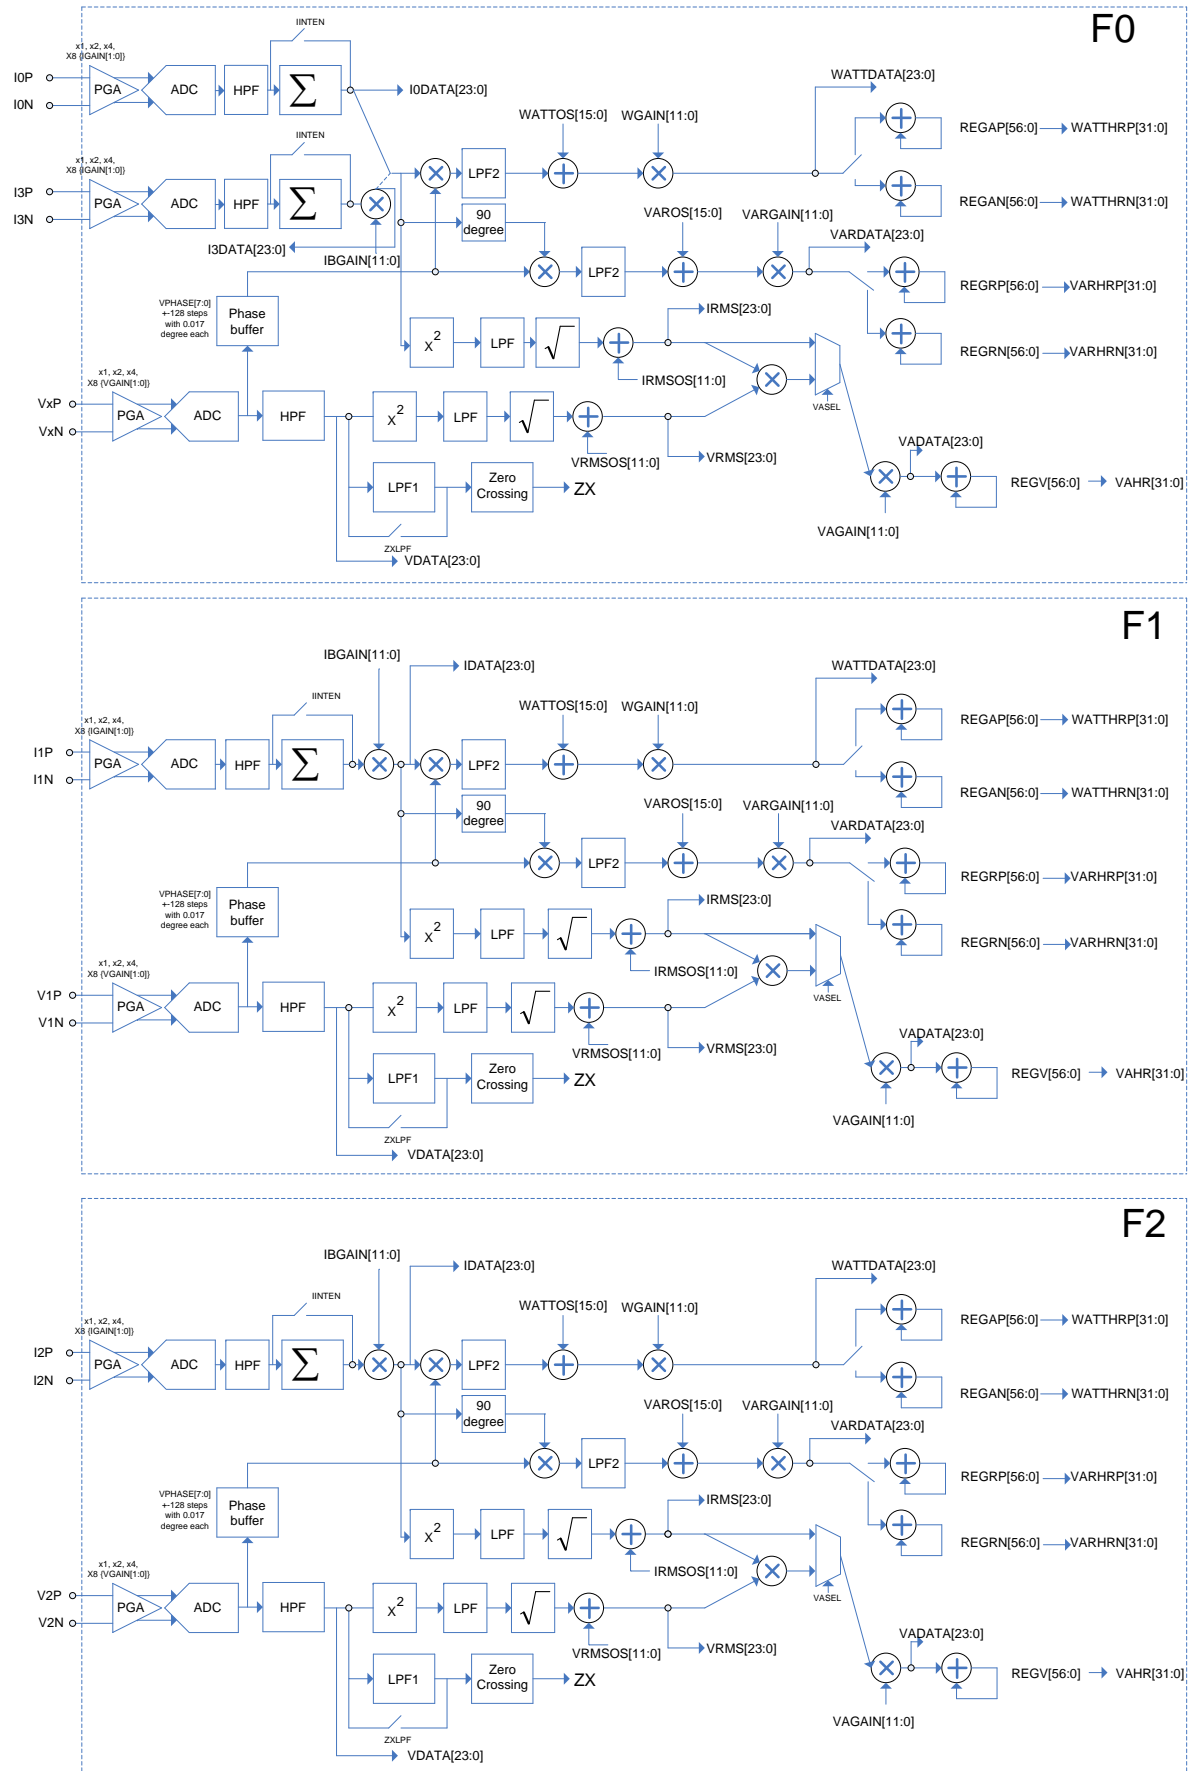 F0
x1, x2, x4,
X8 {IGAIN[1:0]}
IINTEN
I0P
I0N
PGA
ADC
HPF
∑
I0DATA[23:0]
WATTDATA[23:0]
WATTOS[15:0]
WGAIN[11:0]
REGAP[56:0]
WATTHRP[31:0]
x1, x2, x4,
X8 {IGAIN[1:0]}
IINTEN
I3P
I3N
PGA
ADC
HPF
∑
LPF2
REGAN[56:0]
WATTHRN[31:0]
90
degree
VAROS[15:0]
VARGAIN[11:0]
VARDATA[23:0]
I3DATA[23:0]
IBGAIN[11:0]
LPF2
REGRP[56:0]
VARHRP[31:0]
VPHASE[7:0]
+-128 steps
with 0.017
degree each
Phase
buffer
IRMS[23:0]
X2
LPF
√
REGRN[56:0]
VARHRN[31:0]
IRMSOS[11:0]
x1, x2, x4,
X8 {VGAIN[1:0]}
VASEL
VxP
VxN
PGA
ADC
HPF
X2
LPF
√
VRMSOS[11:0]
VRMS[23:0]
VADATA[23:0]
LPF1
Zero
Crossing
ZX
REGV[56:0]
VAHR[31:0]
VAGAIN[11:0]
ZXLPF
VDATA[23:0]
F1
IBGAIN[11:0]
IDATA[23:0]
WATTDATA[23:0]
IINTEN
WATTOS[15:0]
WGAIN[11:0]
x1, x2, x4,
X8 {IGAIN[1:0]}
REGAP[56:0]
WATTHRP[31:0]
I1P
I1N
PGA
ADC
HPF
∑
LPF2
REGAN[56:0]
WATTHRN[31:0]
90
degree
VAROS[15:0]
VARGAIN[11:0]
VARDATA[23:0]
LPF2
REGRP[56:0]
VARHRP[31:0]
VPHASE[7:0]
+-128 steps
with 0.017
degree each
Phase
buffer
IRMS[23:0]
X2
LPF
√
REGRN[56:0]
VARHRN[31:0]
IRMSOS[11:0]
x1, x2, x4,
X8 {VGAIN[1:0]}
VASEL
V1P
V1N
PGA
ADC
HPF
X2
LPF
√
VRMSOS[11:0]
VRMS[23:0]
VADATA[23:0]
LPF1
Zero
Crossing
ZX
REGV[56:0]
VAHR[31:0]
VAGAIN[11:0]
ZXLPF
VDATA[23:0]
F2
IBGAIN[11:0]
IDATA[23:0]
WATTDATA[23:0]
IINTEN
WATTOS[15:0]
WGAIN[11:0]
x1, x2, x4,
X8 {IGAIN[1:0]}
REGAP[56:0]
WATTHRP[31:0]
I2P
I2N
PGA
ADC
HPF
∑
LPF2
REGAN[56:0]
WATTHRN[31:0]
90
degree
VAROS[15:0]
VARGAIN[11:0]
VARDATA[23:0]
LPF2
REGRP[56:0]
VARHRP[31:0]
VPHASE[7:0]
+-128 steps
with 0.017
degree each
Phase
buffer
IRMS[23:0]
X2
LPF
√
REGRN[56:0]
VARHRN[31:0]
IRMSOS[11:0]
x1, x2, x4,
X8 {VGAIN[1:0]}
VASEL
V2P
V2N
PGA
ADC
HPF
X2
LPF
√
VRMSOS[11:0]
VRMS[23:0]
VADATA[23:0]
LPF1
Zero
Crossing
ZX
REGV[56:0]
VAHR[31:0]
VAGAIN[11:0]
ZXLPF
VDATA[23:0]